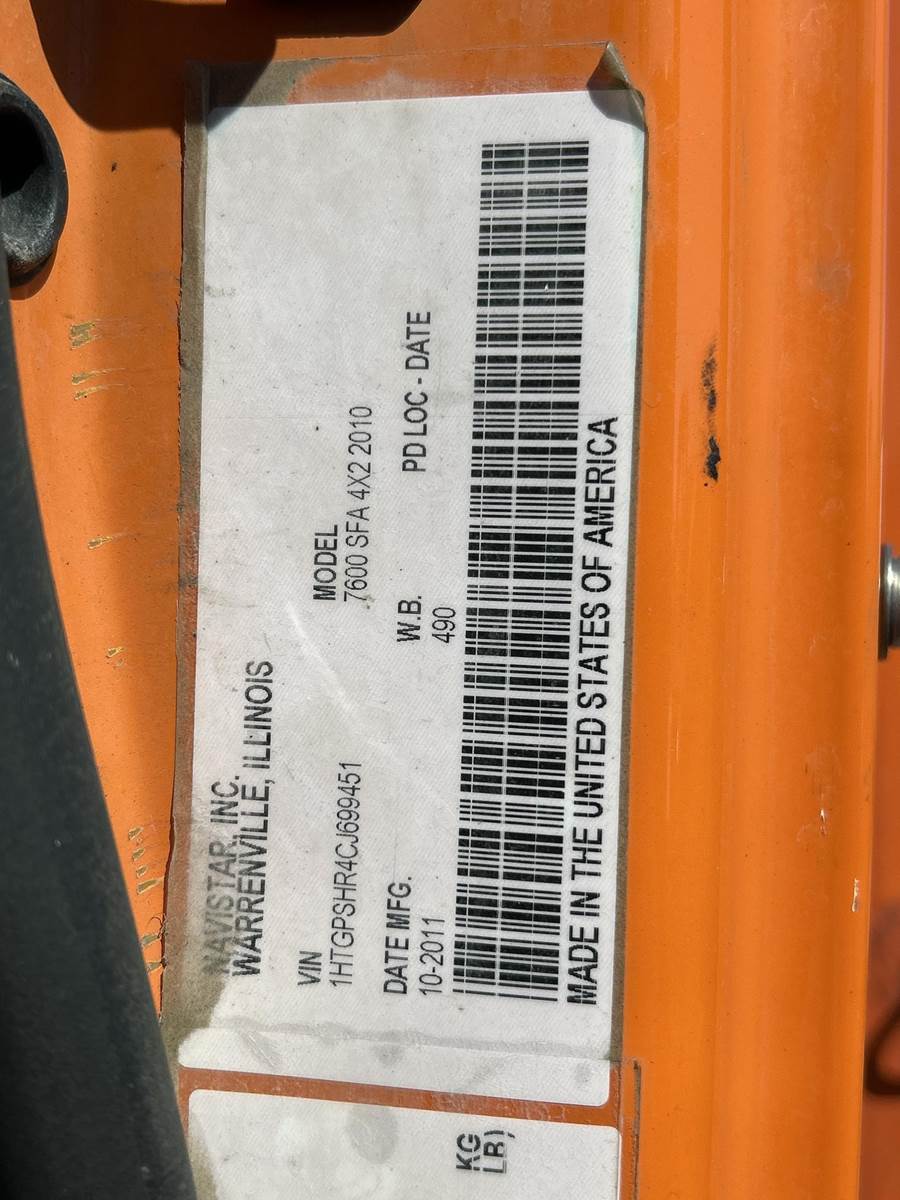 NAVISTAR, INC.
WARRENVILLE, ILLINOIS
VIN
1HTGPSHR4CJ699451
MODEL
7600 SFA 4X2 2010
DATE MFG.
10-2011
W.B.
490
PD LOC - DATE
MADE IN THE UNITED STATES OF AMERICA
KG
LB)